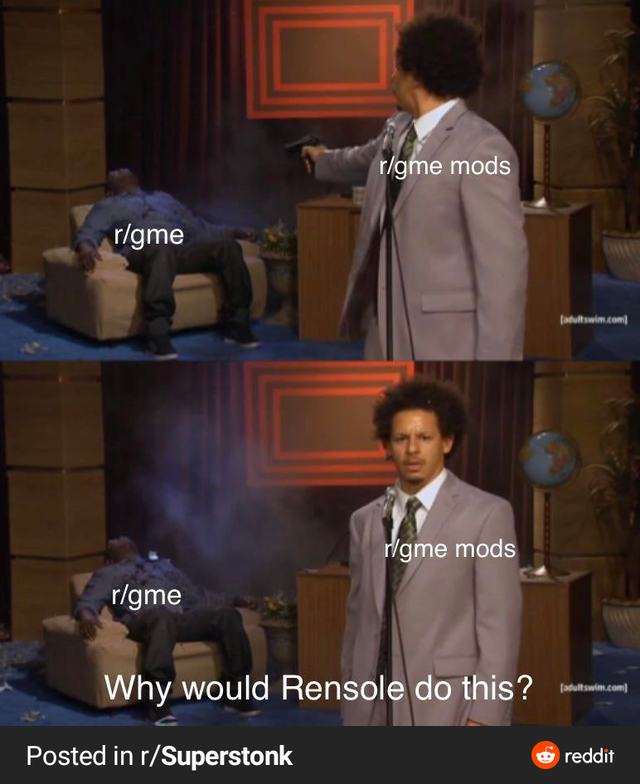 r/gme mods
r/gme
[adultswim.com]
r/gme mods
r/gme
Why would Rensole do this?
[adultswim.com]
Posted in r/Superstonk
reddit